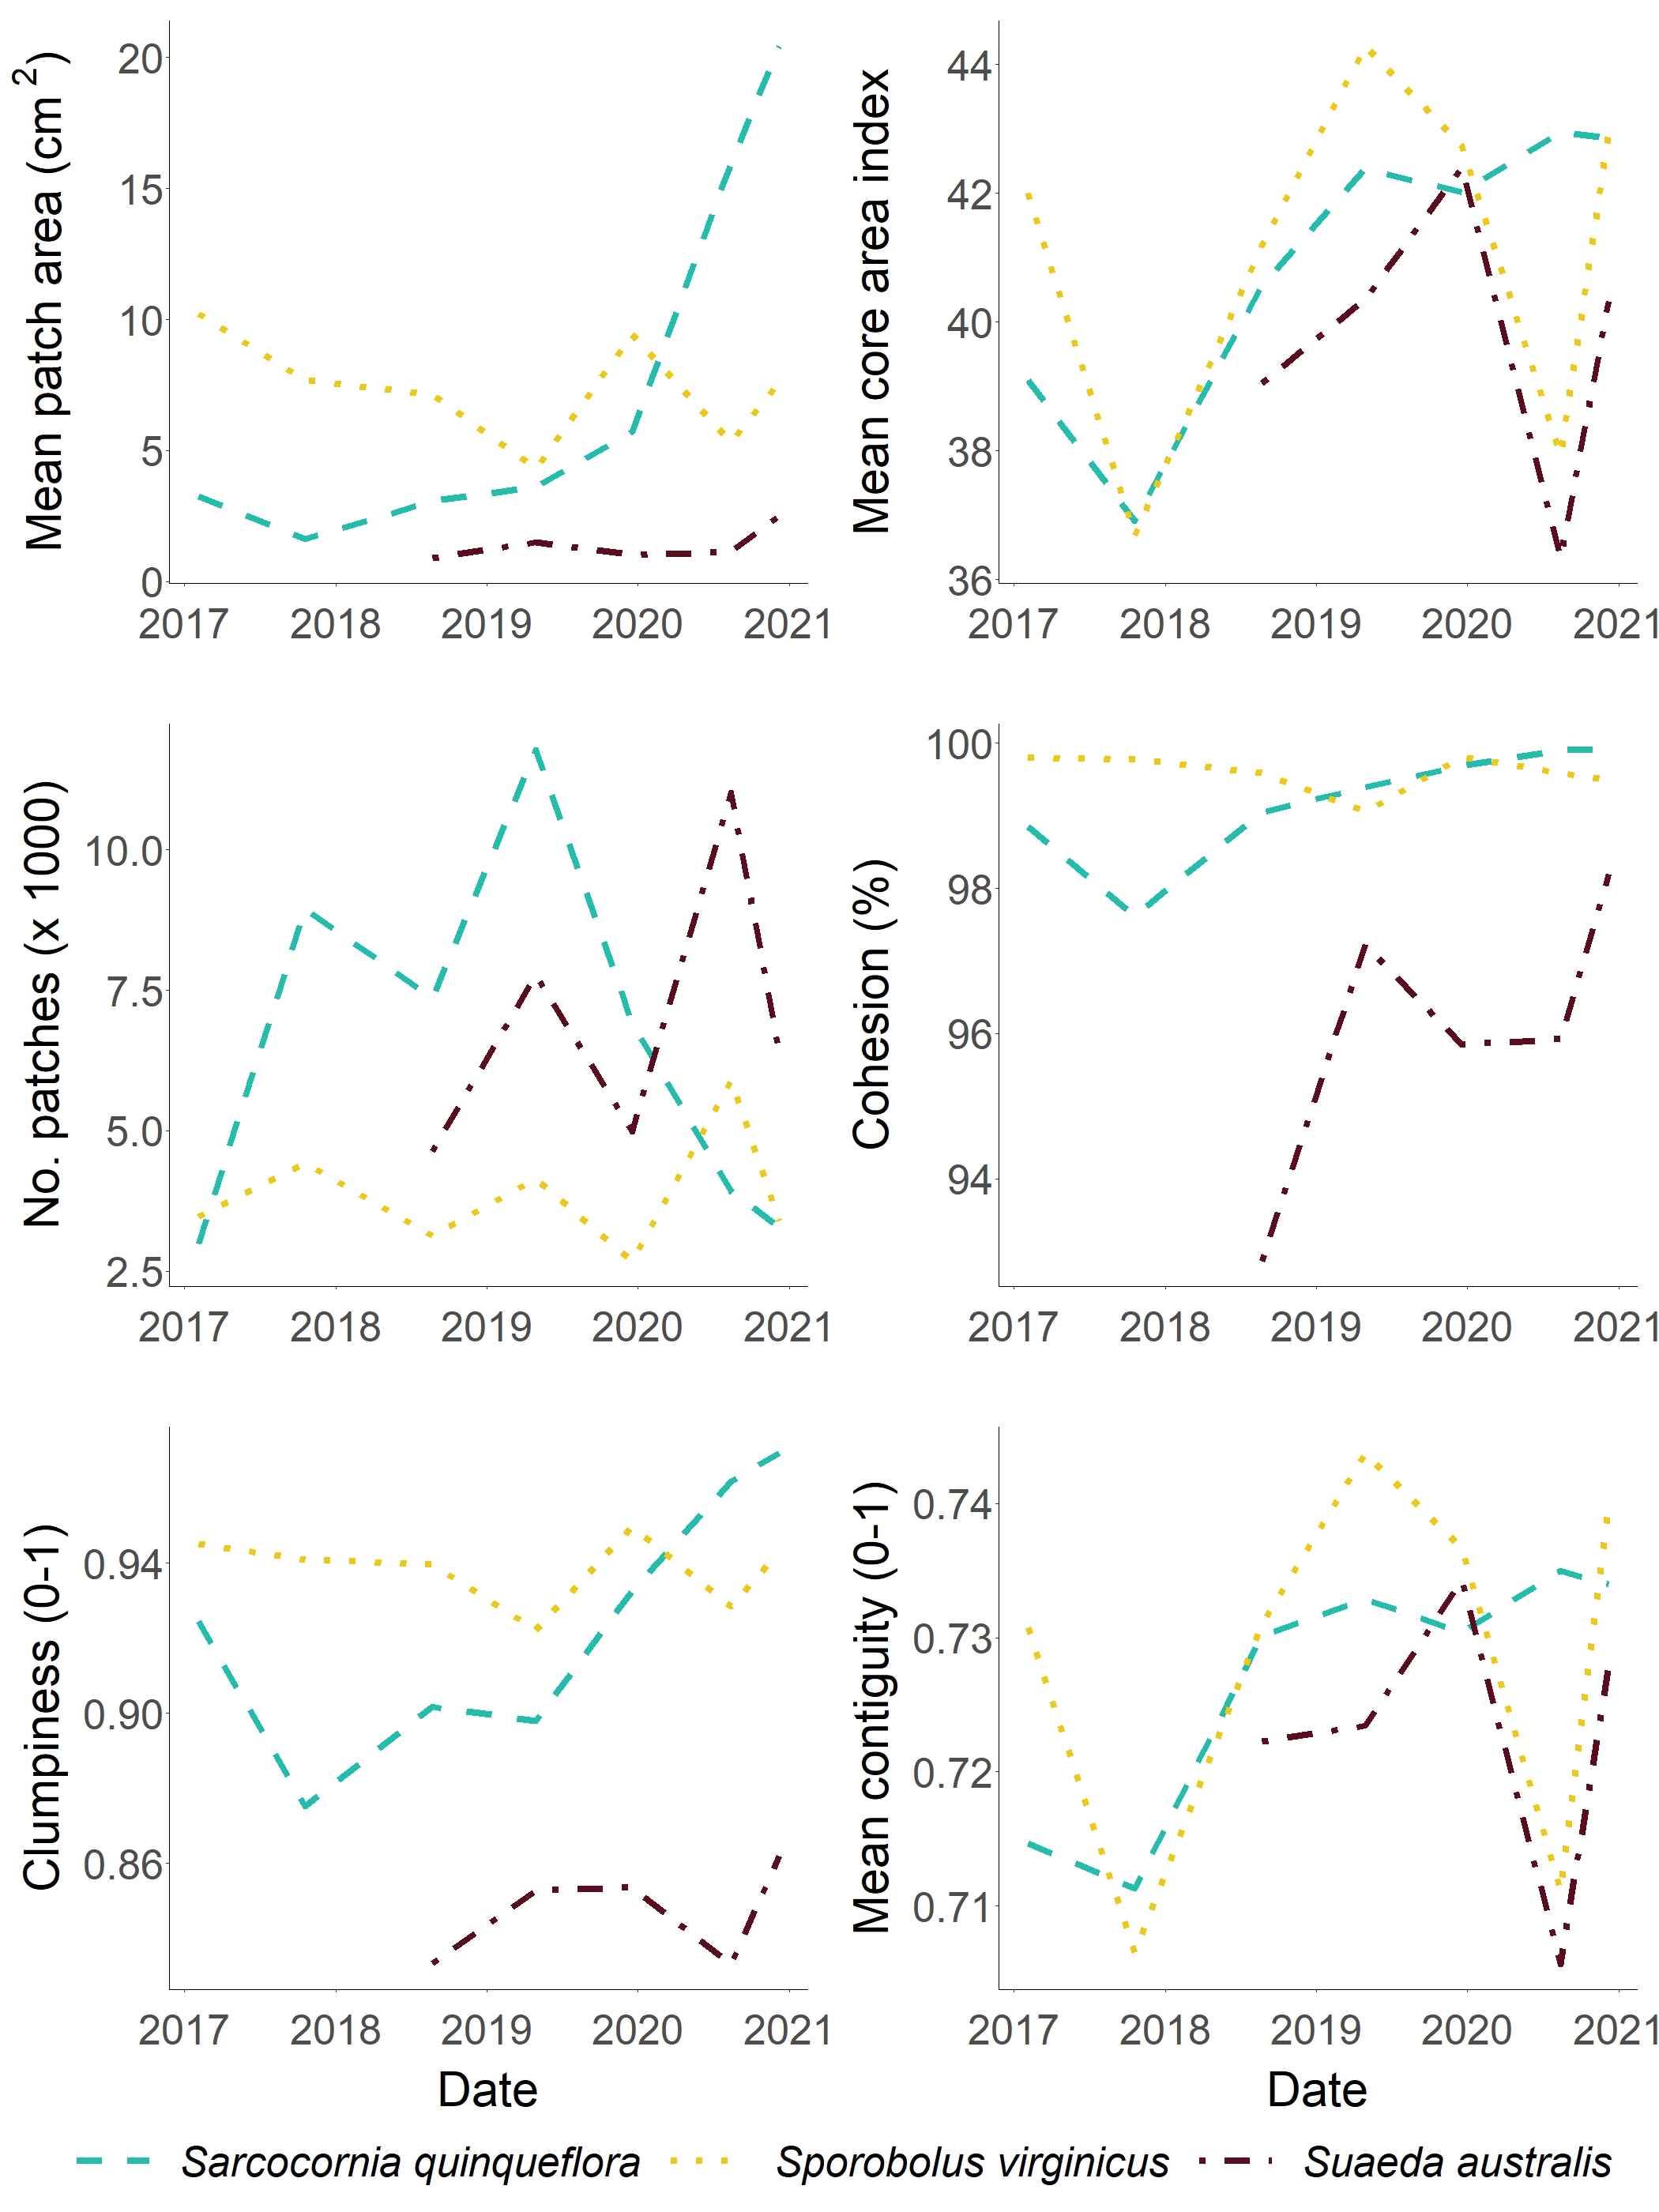 Mean patch area (cm²)
20
15
10
5
0
2017 2018 2019 2020 2021
Mean core area index
44
42
40
38
36
2017 2018 2019 2020 2021
No. patches (x 1000)
10.0
7.5
5.0
2.5
2017 2018 2019 2020 2021
Cohesion (%)
100
98
96
94
2017 2018 2019 2020 2021
Clumpiness (0-1)
0.94
0.90
0.86
2017 2018 2019 2020 2021
Date
Mean contiguity (0-1)
0.74
0.73
0.72
0.71
2017 2018 2019 2020 2021
Date
Sarcocornia quinqueflora Sporobolus virginicus Suaeda australis